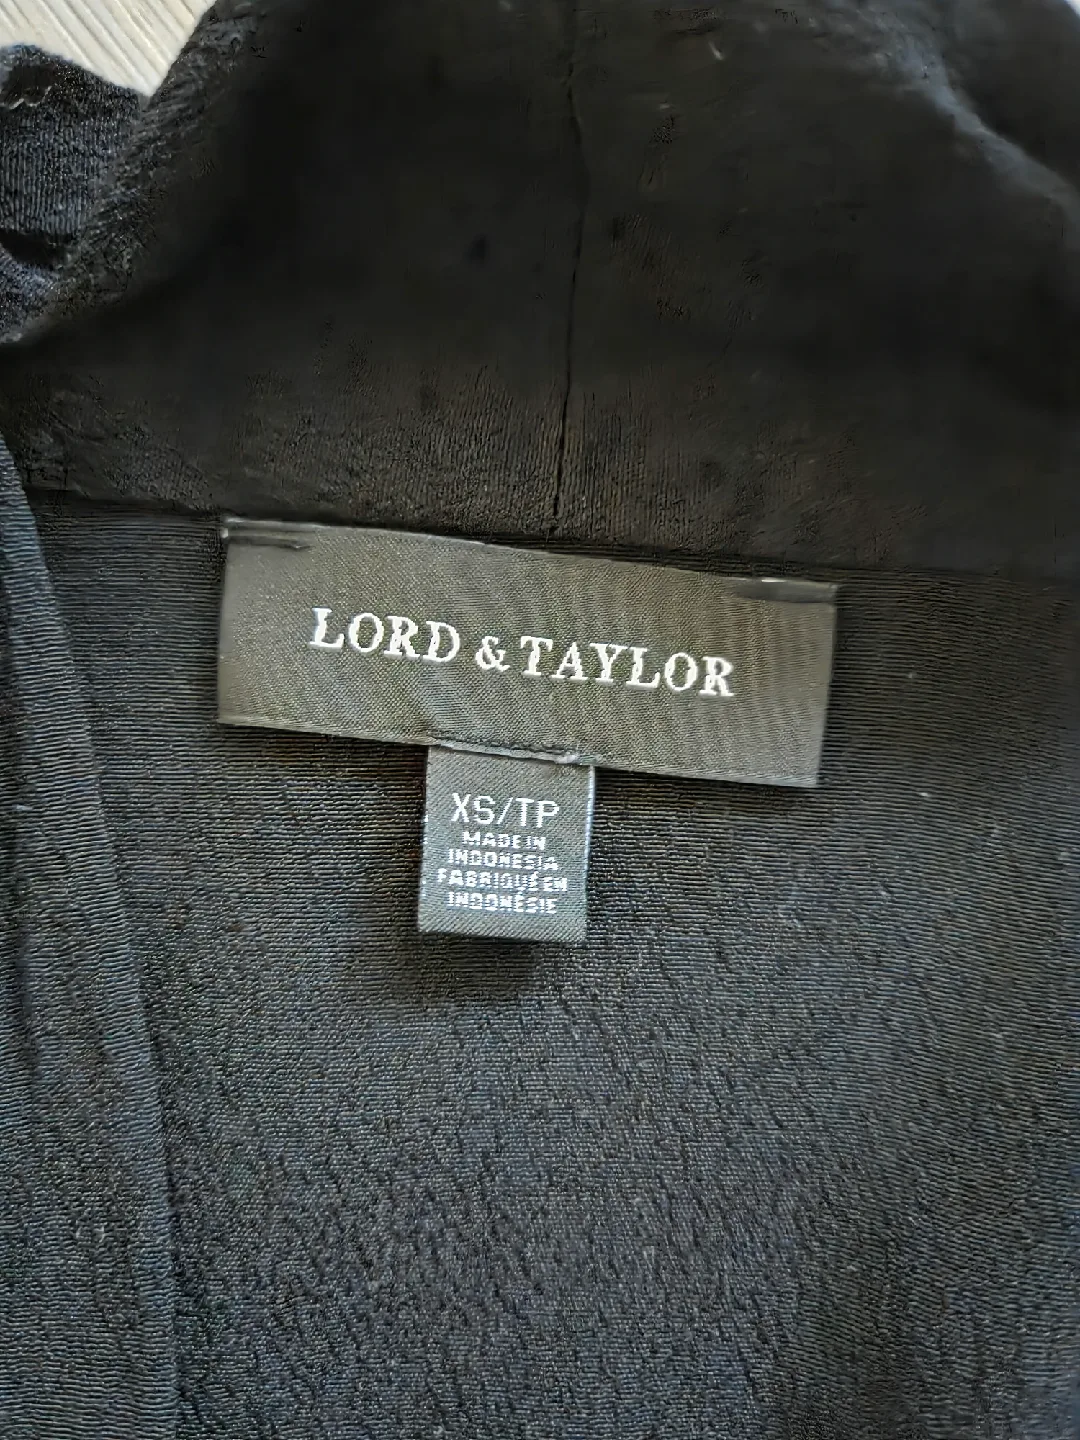 LORD & TAYLOR
XS/TP
MADE IN
INDONESIA
FABRIQUÉ EN
INDONÉSIE